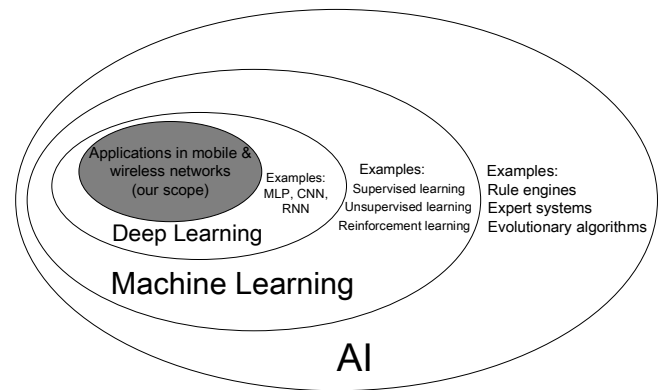 Applications in mobile &
wireless networks
(our scope)
Examples:
MLP, CNN,
RNN
Deep Learning
Examples:
Supervised learning
Unsupervised learning
Reinforcement learning
Machine Learning
Examples:
Rule engines
Expert systems
Evolutionary algorithms
AI